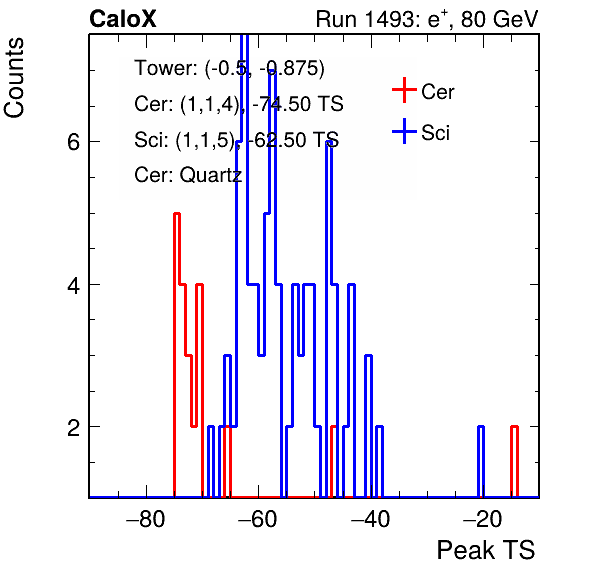 CaloX Run 1493: e+, 80 GeV
Counts
Tower: (-0.5, -0.875)
Cer: (1,1,4), -74.50 TS
Sci: (1,1,5), -62.50 TS
Cer: Quartz
Cer
Sci
6
4
2
−80 −60 −40 −20
Peak TS